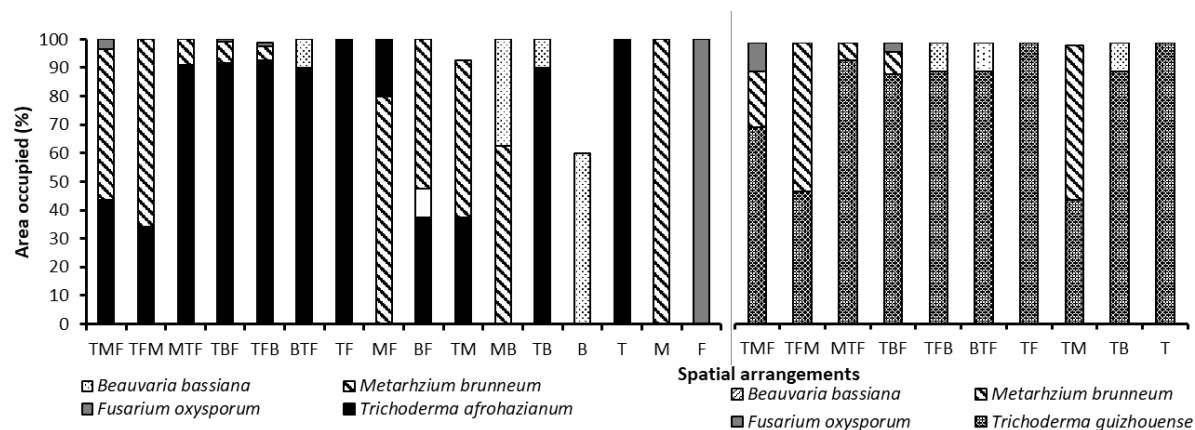 Area occupied (%)
100
90
80
70
60
50
40
30
20
10
0
TMF TFM MTF TBF TFB BTF TF MF BF TM MB TB B T M F
TMF TFM MTF TBF TFB BTF TF TM TB T
Spatial arrangements
Beauvaria bassiana Metarhzium brunneum
Fusarium oxysporum Trichoderma afrohazianum
Beauvaria bassiana Metarhzium brunneum
Fusarium oxysporum Trichoderma guizhouense